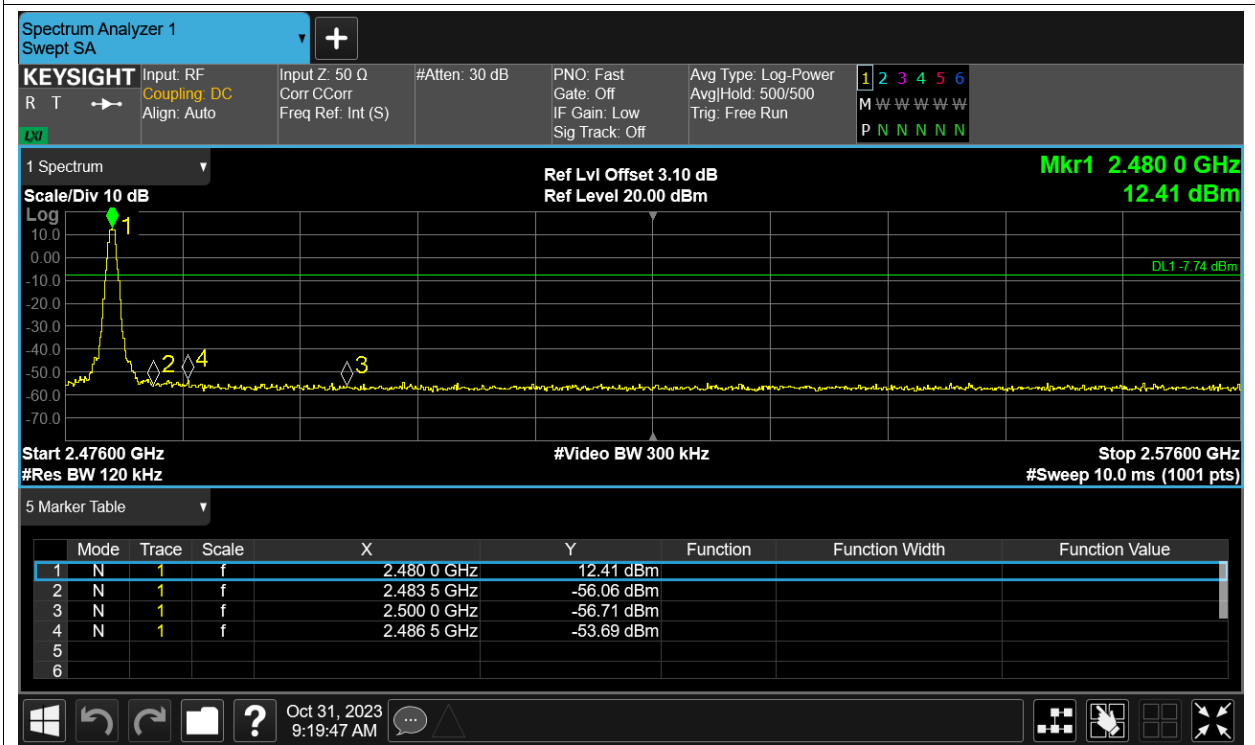 Spectrum Analyzer 1
Swept SA
KEYSIGHT Input: RF Input Z: 50 Ω #Atten: 30 dB PNO: Fast Avg Type: Log-Power 1 2 3 4 5 6
R T Coupling: DC Corr CCorr Gate: Off Avg|Hold: 500/500 M W W W W W W
Align: Auto Freq Ref: Int (S) IF Gain: Low Trig: Free Run
LXI Sig Track: Off P N N N N N N
1 Spectrum Ref Lvl Offset 3.10 dB Mkr1 2.480 0 GHz
Scale/Div 10 dB Ref Level 20.00 dBm 12.41 dBm
Log
1
10.0
0.00
DL1 -7.74 dBm
-10.0
-20.0
-30.0
-40.0
2 4 3
-50.0
-60.0
-70.0
Start 2.47600 GHz #Video BW 300 kHz Stop 2.57600 GHz
#Res BW 120 kHz #Sweep 10.0 ms (1001 pts)
5 Marker Table
Mode Trace Scale X Y Function Function Width Function Value
1 N 1 f 2.480 0 GHz 12.41 dBm
2 N 1 f 2.483 5 GHz -56.06 dBm
3 N 1 f 2.500 0 GHz -56.71 dBm
4 N 1 f 2.486 5 GHz -53.69 dBm
5
6
? Oct 31, 2023
9:19:47 AM